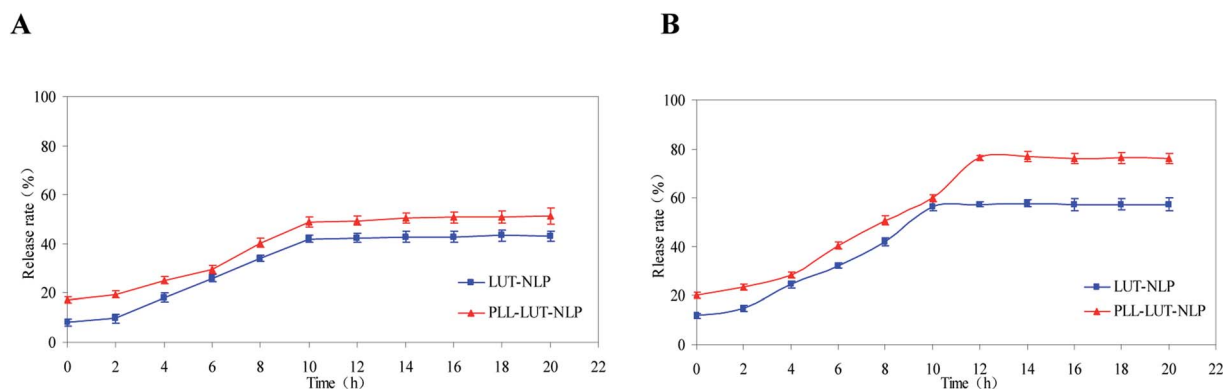 A
Release rate (%)
100
80
60
40
20
0
0 2 4 6 8 10 12 14 16 18 20 22
Time (h)
LUT-NLP
PLL-LUT-NLP
B
Rlease rate (%)
100
80
60
40
20
0
0 2 4 6 8 10 12 14 16 18 20 22
Time (h)
LUT-NLP
PLL-LUT-NLP